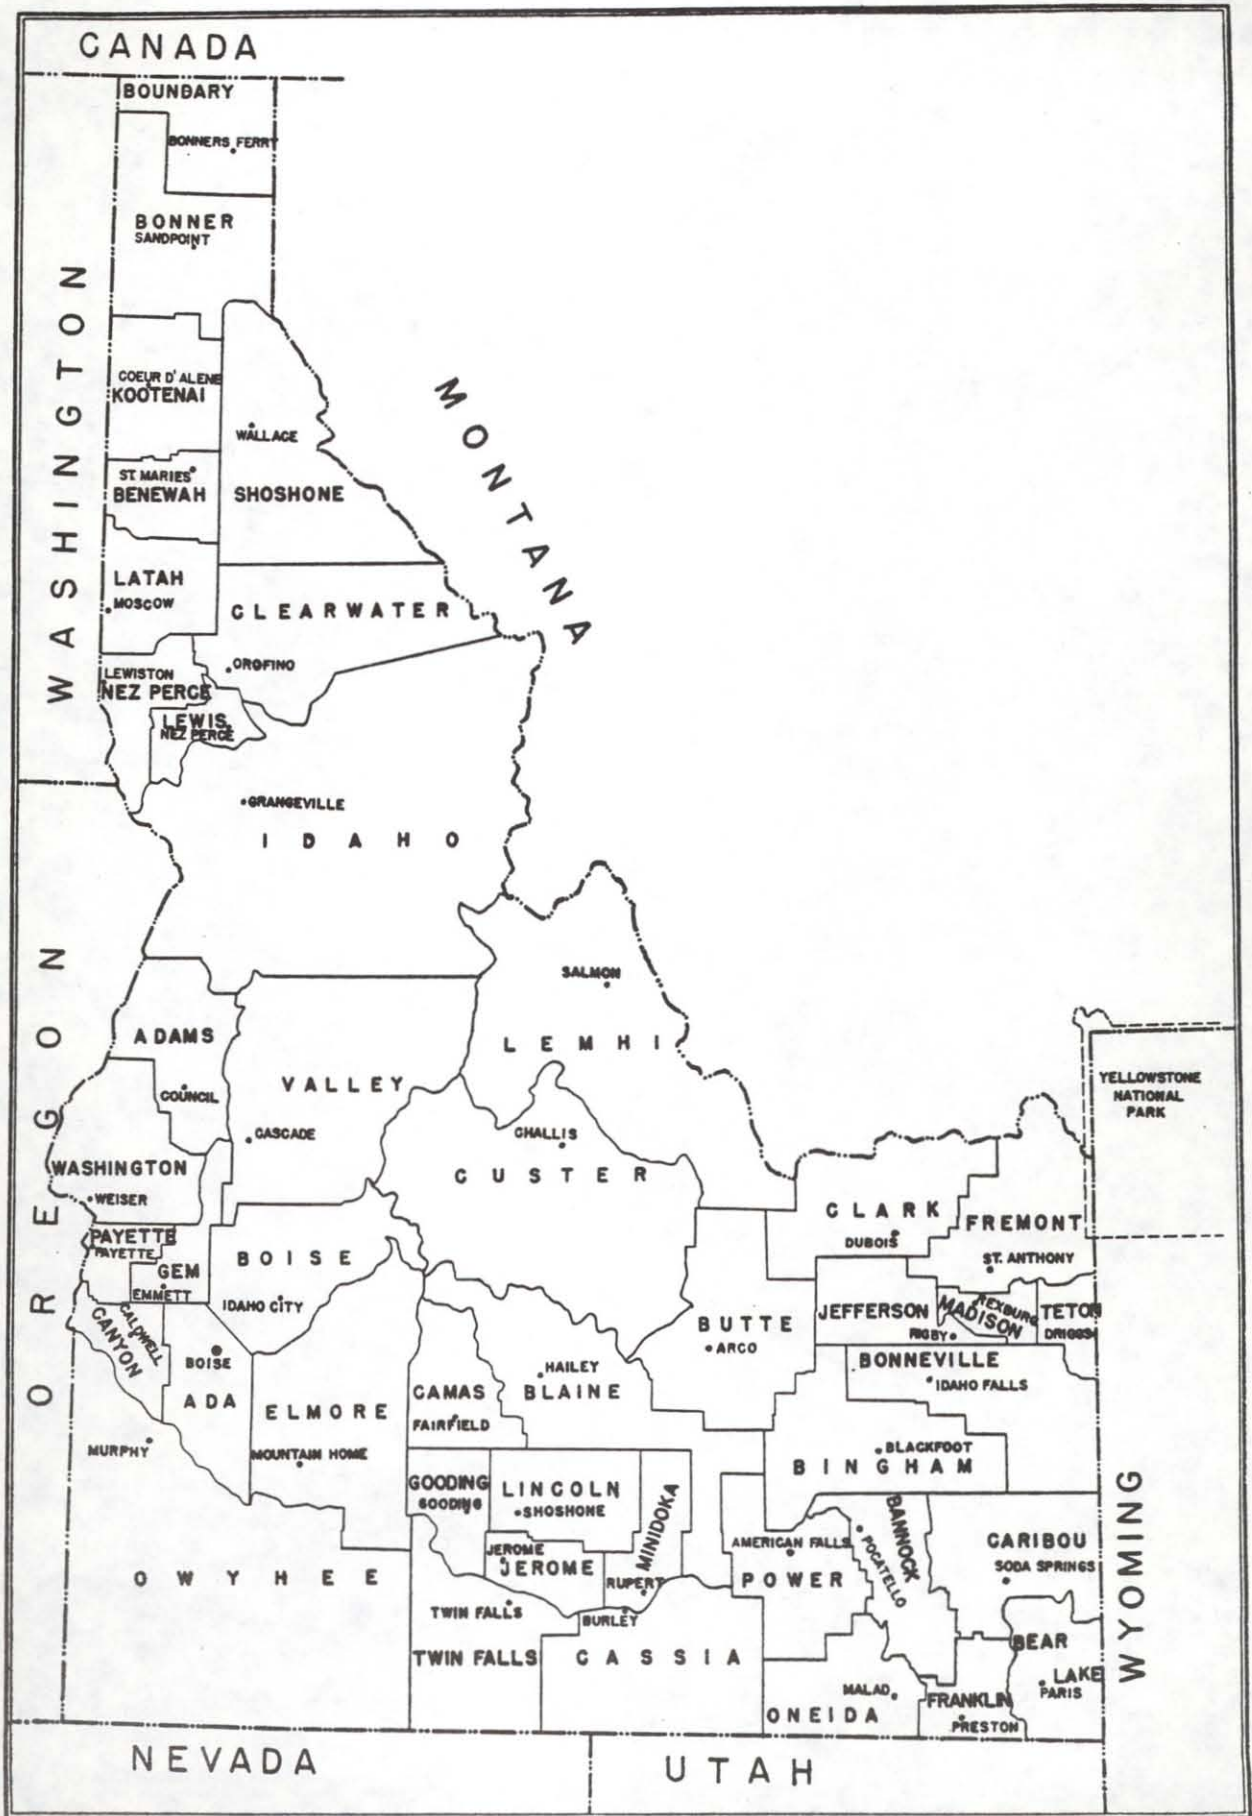 CANADA
BOUNDARY
BONNERS FERRY
BONNER
SANDPOINT
WASHINGTON
COEUR D'ALENE
KOOTENAI
MONTANA
WALLACE
ST. MARIES
BENEWAH
SHOSHONE
LATAH
MOSCOW
CLEARWATER
OROFINO
LEWISTON
NEZ PERCE
LEWIS
NEZ PERCE
GRANGEVILLE
IDAHO
OREGON
SALMON
LEMHI
ADAMS
COUNCIL
VALLEY
CASCADE
YELLOWSTONE
NATIONAL
PARK
CHALLIS
CUSTER
WASHINGTON
WEISER
CLARK
DUBOIS
FREMONT
ST. ANTHONY
PAYETTE
PAYETTE
GEM
EMMETT
BOISE
IDAHO CITY
CALDWELL
CANYON
BOISE
ADA
BUTTE
ARCO
JEFFERSON
RIGBY
REXBURG
MADISON
TETON
DRIGGS
BONNEVILLE
IDAHO FALLS
HAILEY
BLAINE
CAMAS
FAIRFIELD
ELMORE
MOUNTAIN HOME
MURPHY
BLACKFOOT
BINGHAM
GOODING
GOODING
LINCOLN
SHOSHONE
MINIDOKA
RUPERT
JEROME
JEROME
AMERICAN FALLS
POWER
BANNOCK
POCATELLO
CARIBOU
SODA SPRINGS
WYOMING
OWYHEE
TWIN FALLS
TWIN FALLS
BURLEY
CASSIA
BEAR
LAKE
PARIS
MALAD
ONEIDA
FRANKLIN
PRESTON
NEVADA
UTAH